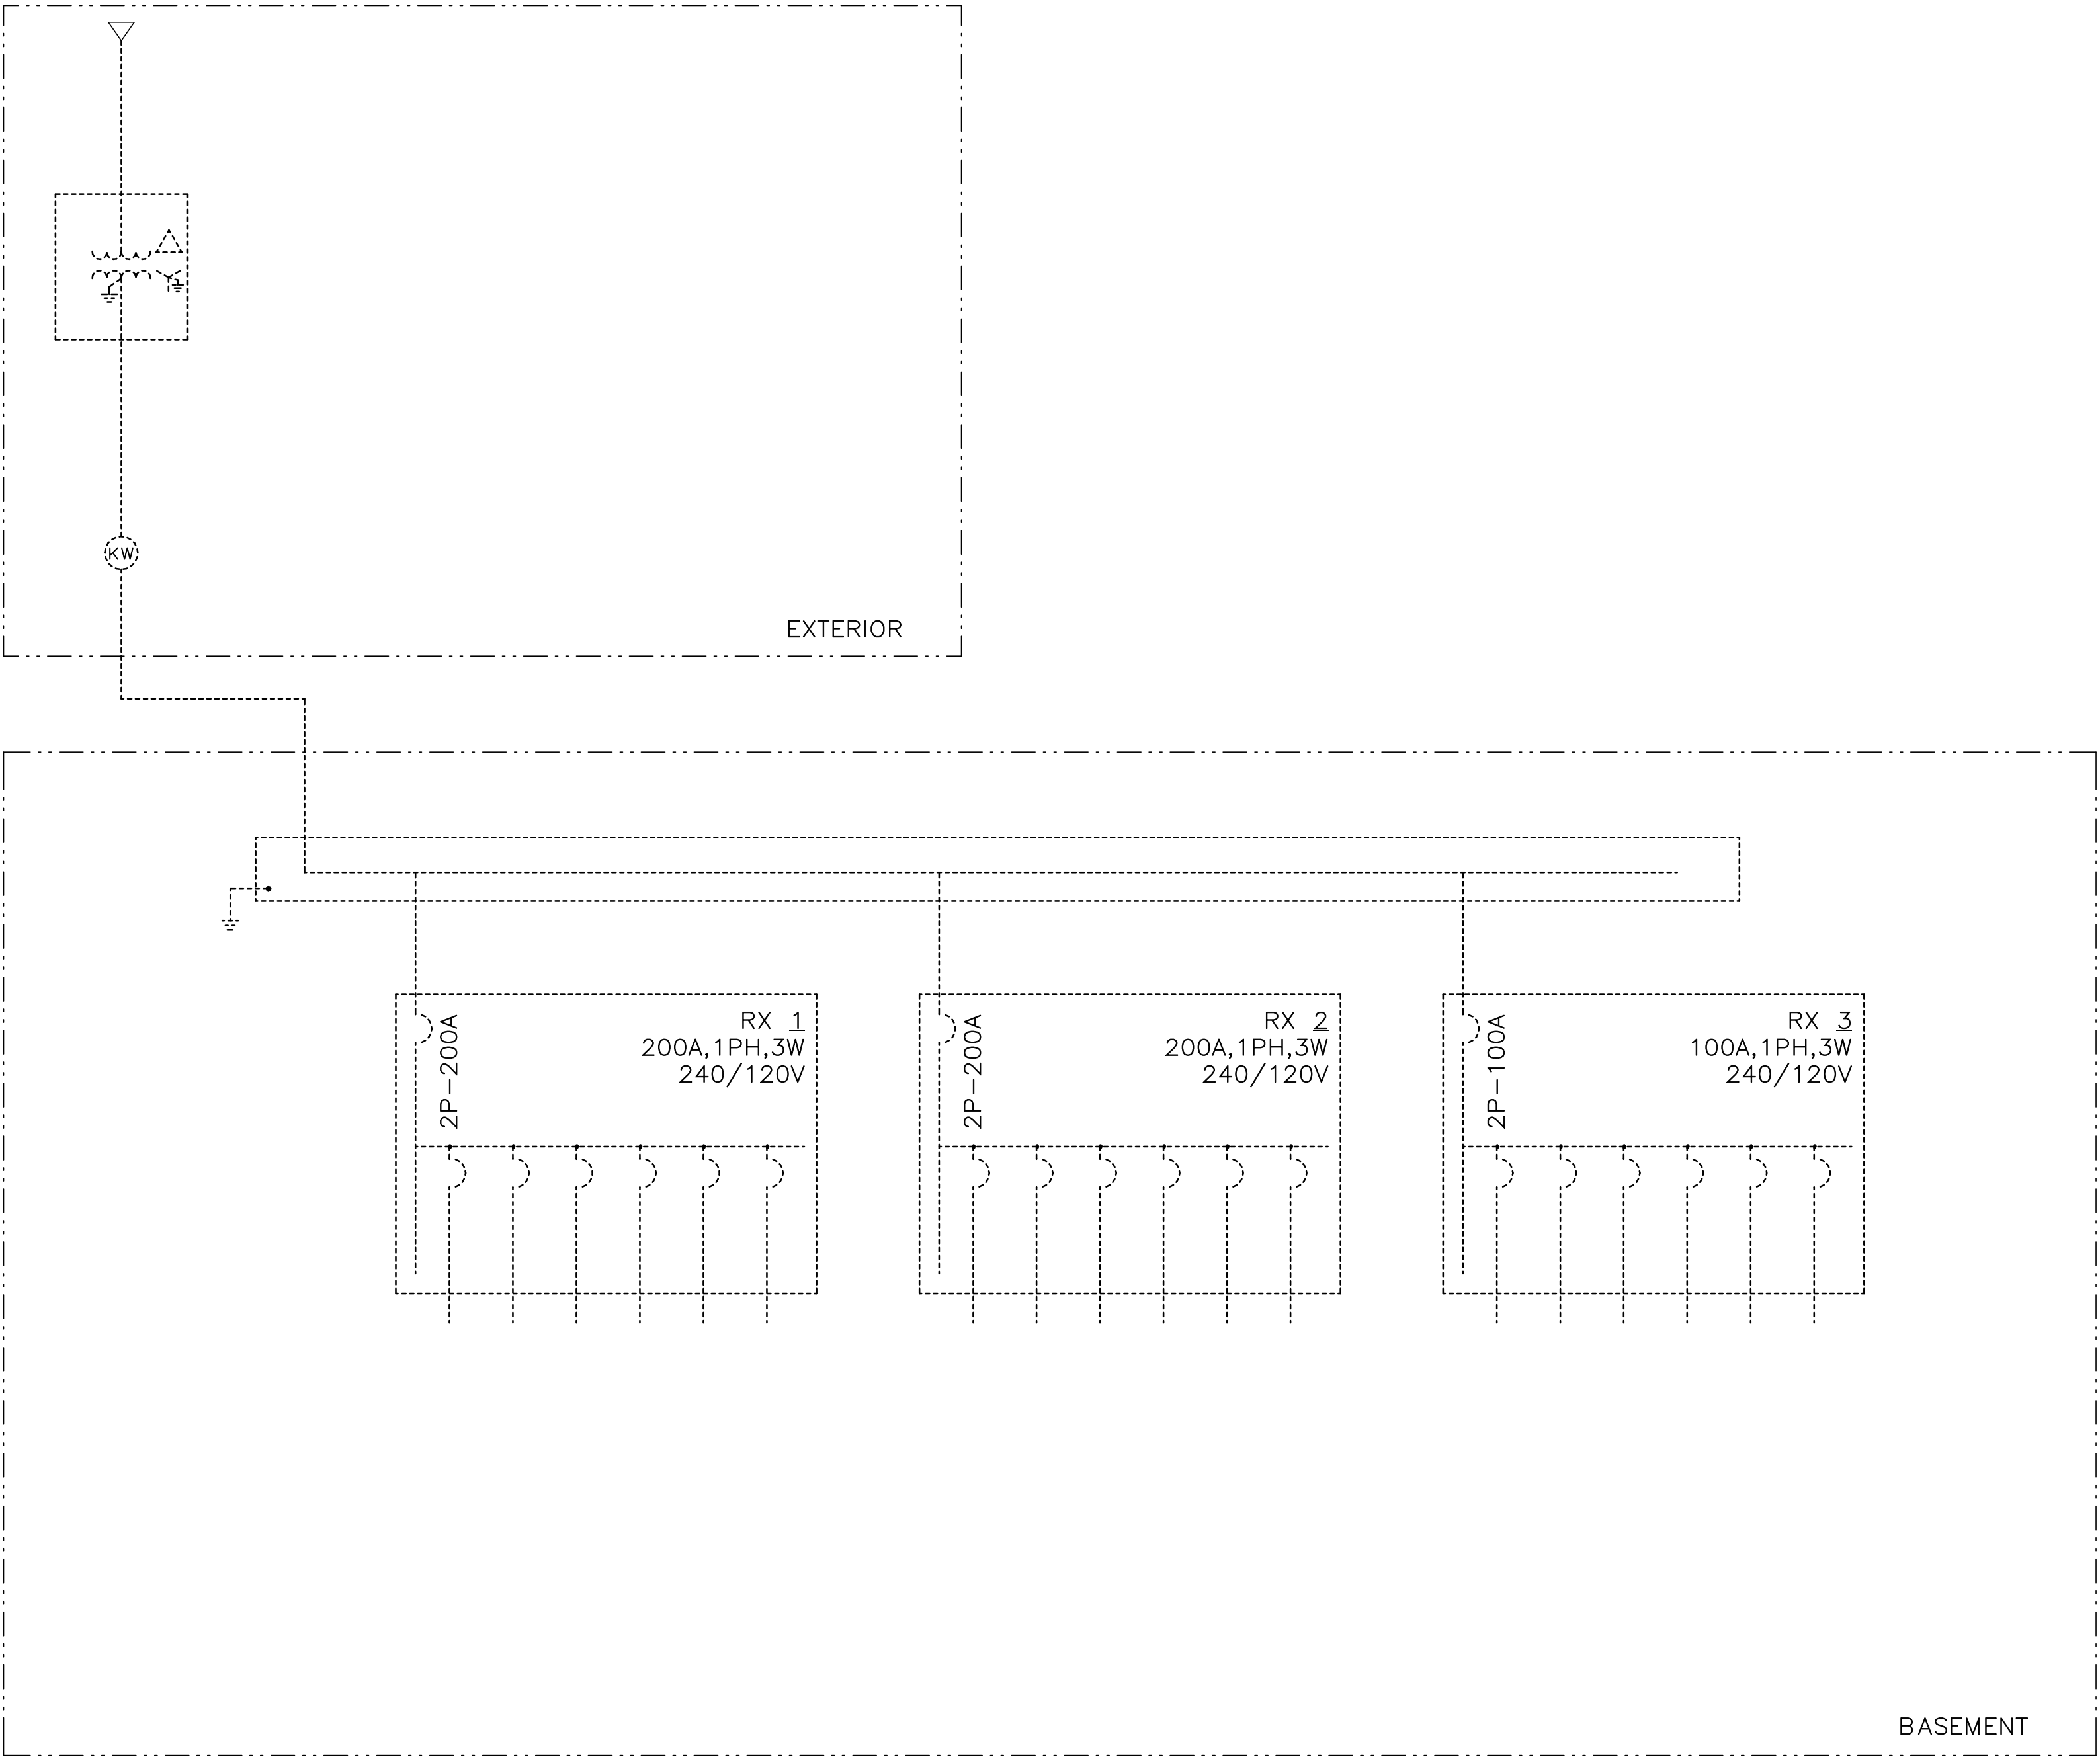 KW
EXTERIOR
2P-200A
RX 1
200A,1PH,3W
240/120V
2P-200A
RX 2
200A,1PH,3W
240/120V
2P-100A
RX 3
100A,1PH,3W
240/120V
BASEMENT